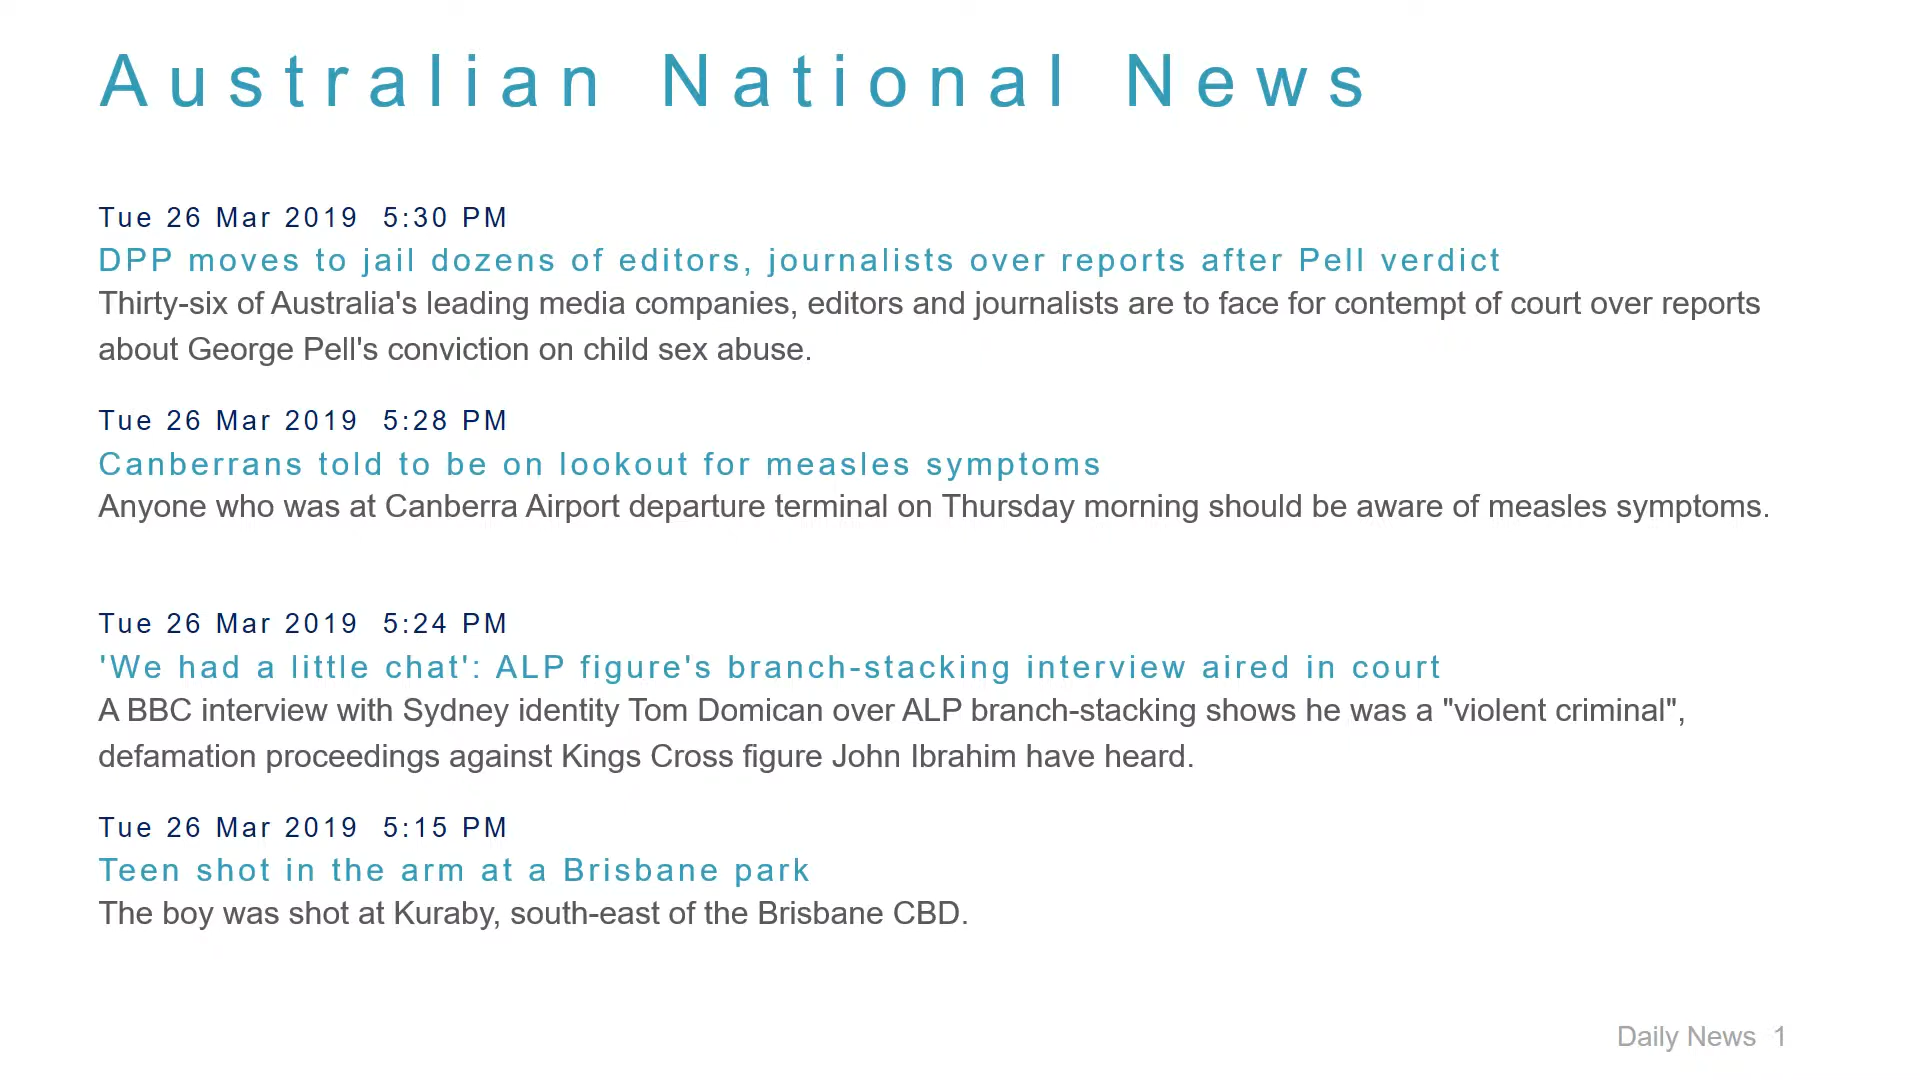 Australian National News
Tue 26 Mar 2019 5:30 PM
DPP moves to jail dozens of editors, journalists over reports after Pell verdict
Thirty-six of Australia's leading media companies, editors and journalists are to face for contempt of court over reports
about George Pell's conviction on child sex abuse.
Tue 26 Mar 2019 5:28 PM
Canberrans told to be on lookout for measles symptoms
Anyone who was at Canberra Airport departure terminal on Thursday morning should be aware of measles symptoms.
Tue 26 Mar 2019 5:24 PM
'We had a little chat': ALP figure's branch-stacking interview aired in court
A BBC interview with Sydney identity Tom Domican over ALP branch-stacking shows he was a "violent criminal",
defamation proceedings against Kings Cross figure John Ibrahim have heard.
Tue 26 Mar 2019 5:15 PM
Teen shot in the arm at a Brisbane park
The boy was shot at Kuraby, south-east of the Brisbane CBD.
Daily News 1